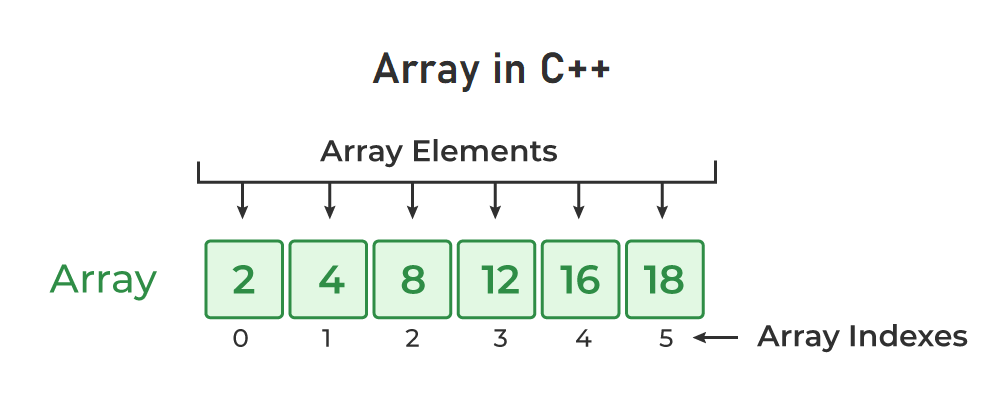 Array in C++
Array Elements
Array 2 4 8 12 16 18
0 1 2 3 4 5 Array Indexes